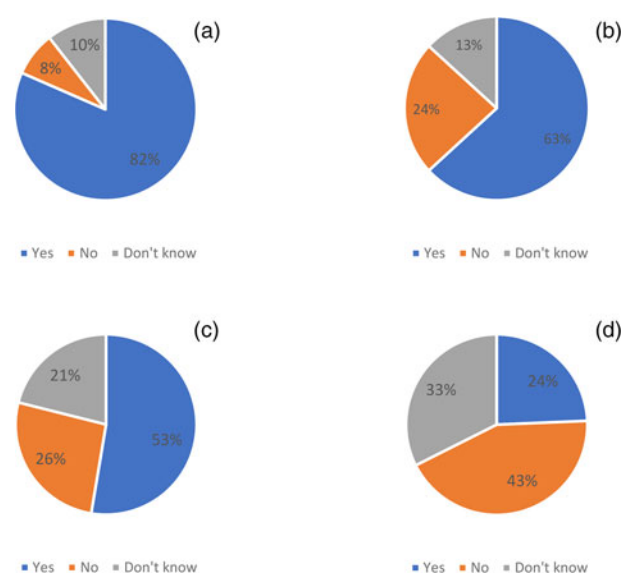 (a)
10%
8%
82%
Yes No Don't know
(b)
13%
24%
63%
Yes No Don't know
(c)
21%
53%
26%
Yes No Don't know
(d)
24%
33%
43%
Yes No Don't know